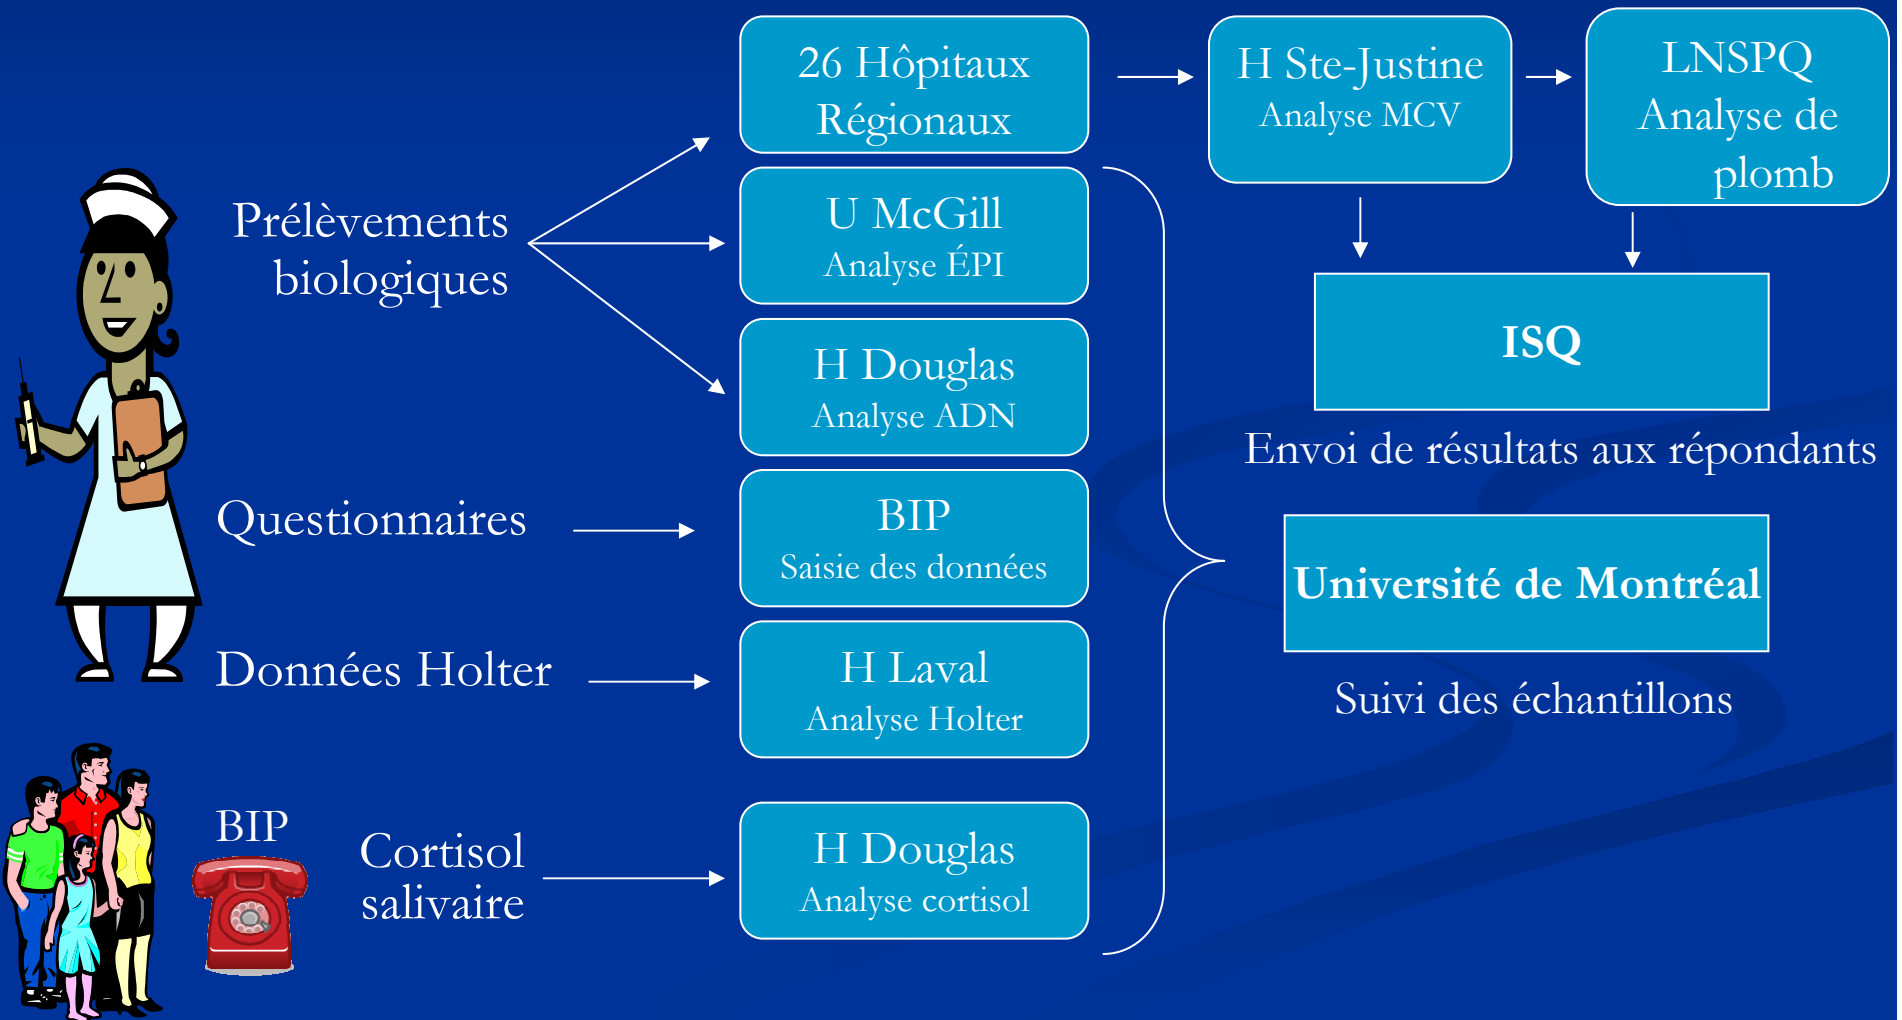 Prélèvements
biologiques
Questionnaires
Données Holter
BIP
Cortisol
salivaire
26 Hôpitaux
Régionaux
U McGill
Analyse ÉPI
H Douglas
Analyse ADN
BIP
Saisie des données
H Laval
Analyse Holter
H Douglas
Analyse cortisol
H Ste-Justine
Analyse MCV
LNSPQ
Analyse de
plomb
ISQ
Envoi de résultats aux répondants
Université de Montréal
Suivi des échantillons